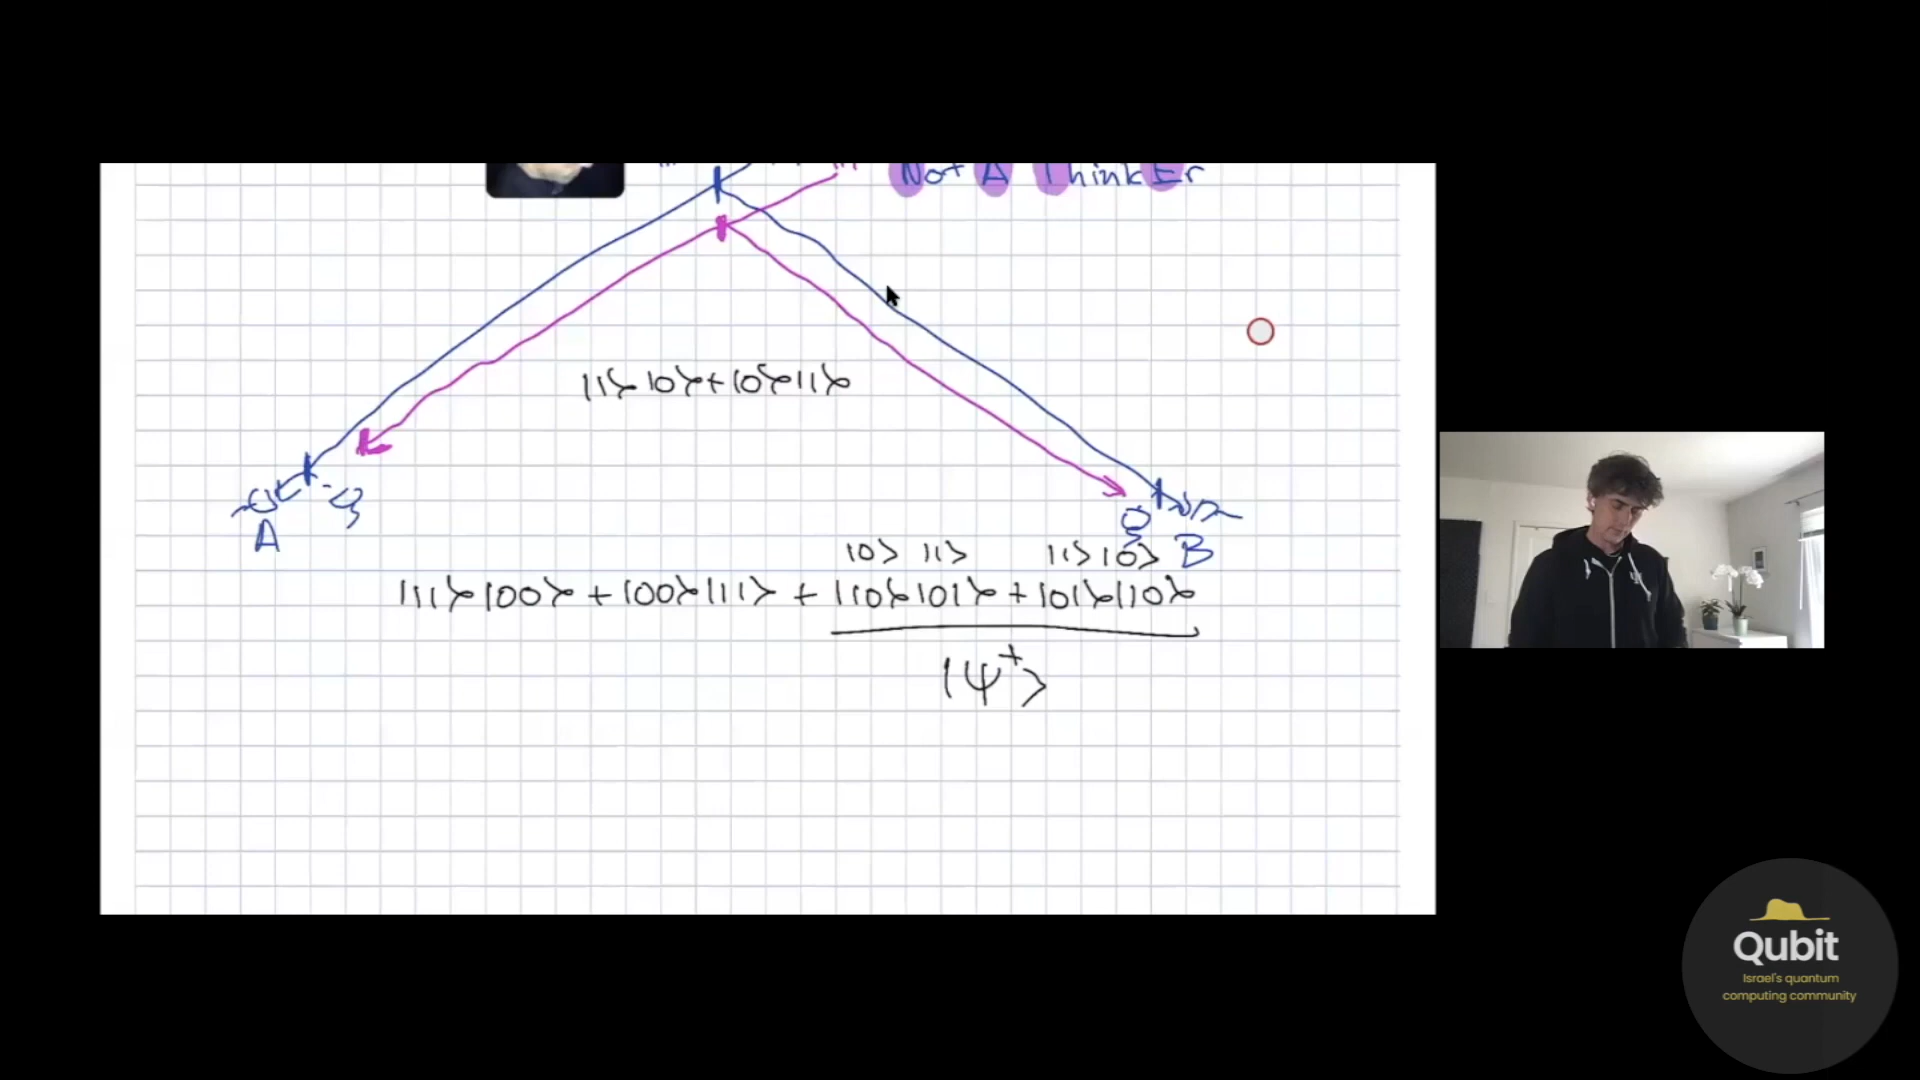 Not A ThinkEr
|1⟩|0⟩+|0⟩|1⟩
A
|0⟩ |1⟩ |1⟩|0⟩ B
|11⟩|00⟩ + |00⟩|11⟩ + |10⟩|01⟩ + |01⟩|10⟩
|ψ⁺⟩
Qubit
Israel's quantum
computing community